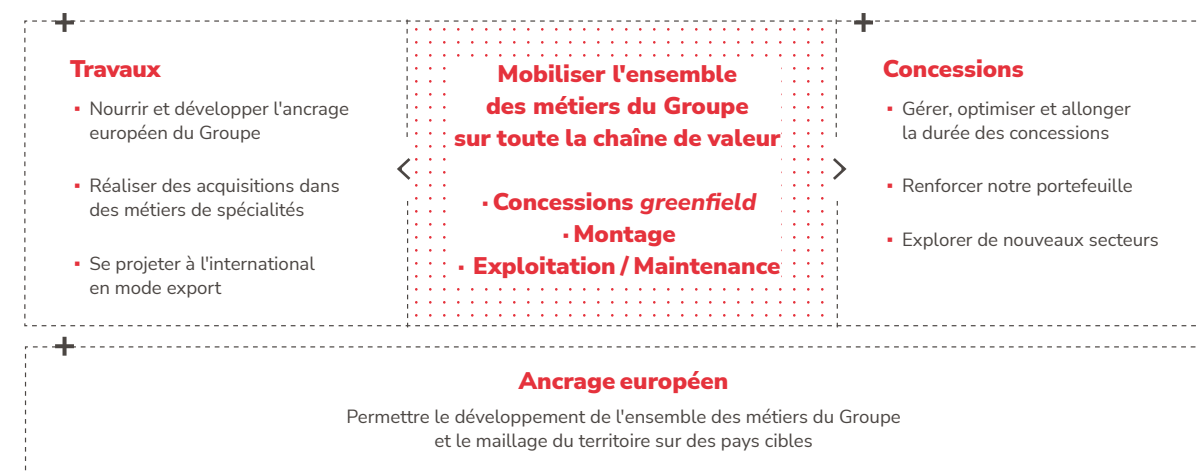 Travaux
▪ Nourrir et développer l'ancrage
européen du Groupe
▪ Réaliser des acquisitions dans
des métiers de spécialités
▪ Se projeter à l'international
en mode export
Mobiliser l'ensemble
des métiers du Groupe
sur toute la chaîne de valeur
· Concessions greenfield
· Montage
· Exploitation / Maintenance
Concessions
▪ Gérer, optimiser et allonger
la durée des concessions
▪ Renforcer notre portefeuille
▪ Explorer de nouveaux secteurs
Ancrage européen
Permettre le développement de l'ensemble des métiers du Groupe
et le maillage du territoire sur des pays cibles